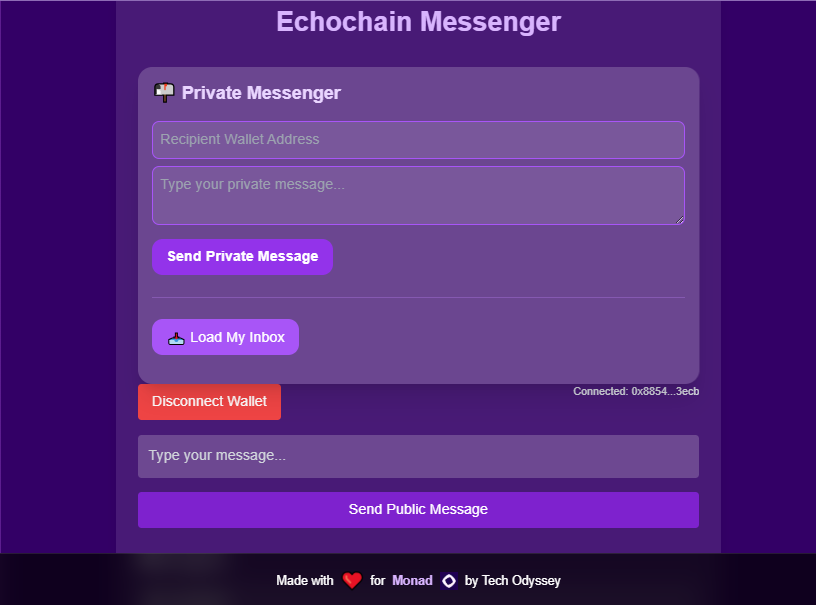 Echochain Messenger
Private Messenger
Recipient Wallet Address
Type your private message...
Send Private Message
Load My Inbox
Disconnect Wallet
Connected: 0x8854...3ecb
Type your message...
Send Public Message
Made with ❤️ for Monad by Tech Odyssey